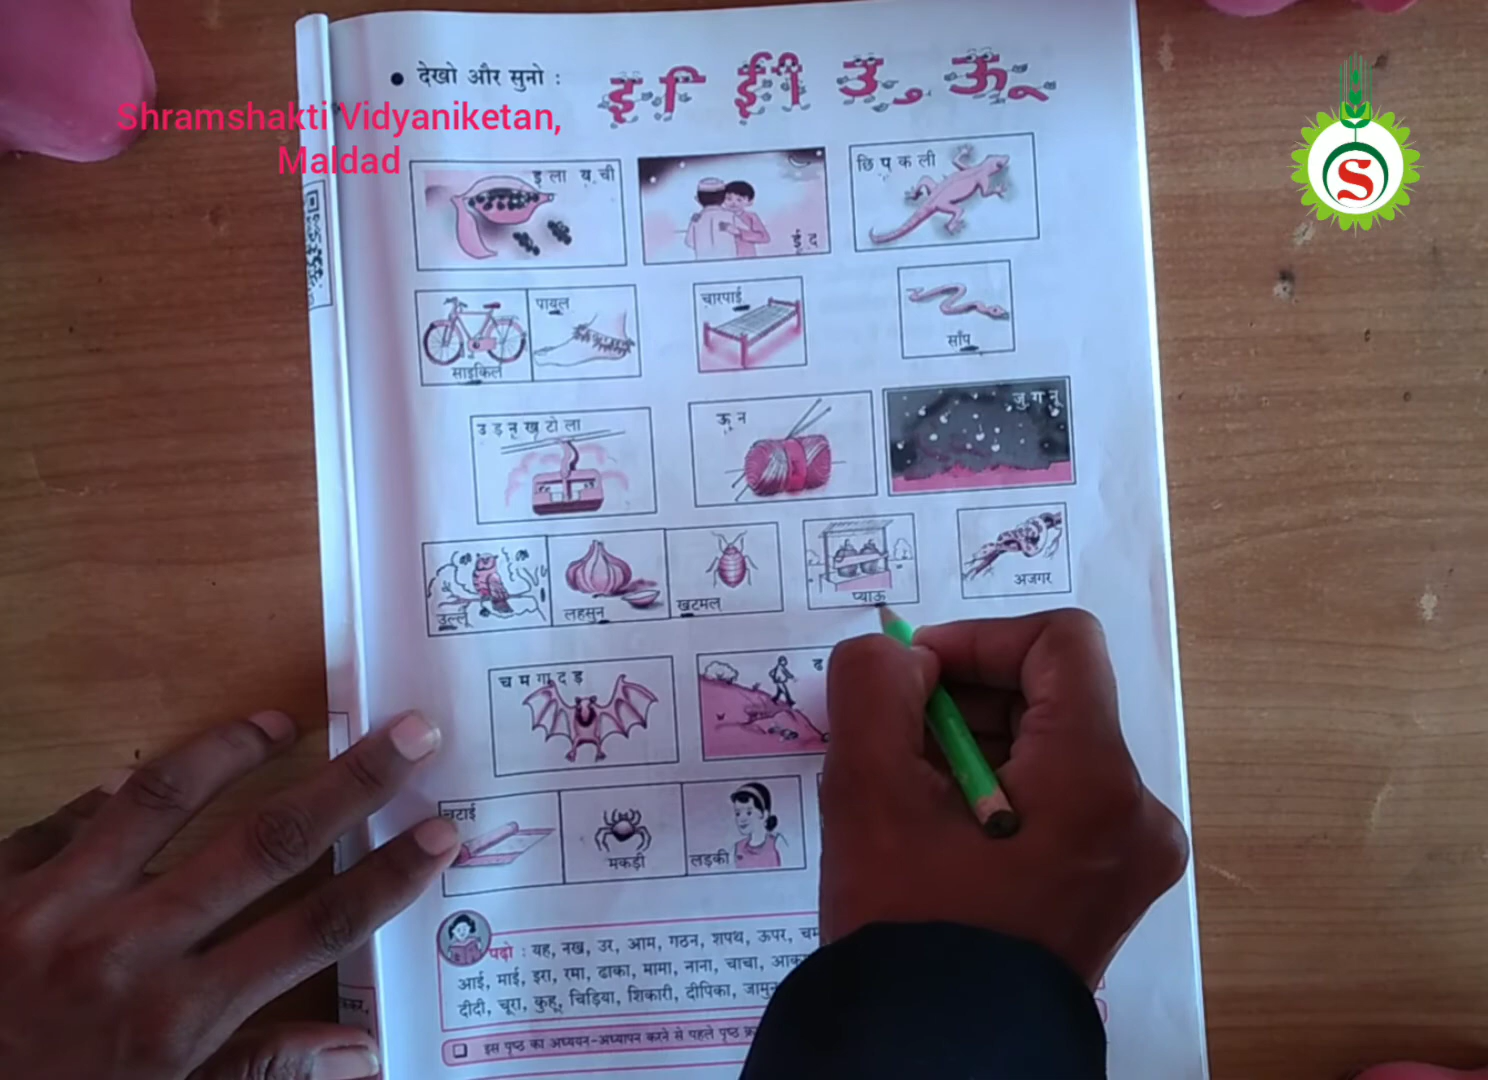 • देखो और सुनो :
इ ि ई ी उ ु ऊ ू
Shramshakti Vidyaniketan,
Maldad
इ ला य ची
ई द
छि प क ली
साइकिल
पायल
चारपाई
साँप
उ ड़ न ख टो ला
ऊ न
जु ग नू
उल्लू
लहसुन
खटमल
प्याऊ
अजगर
च म गा द ड़
ढ
चटाई
मकड़ी
लड़की
पढ़ो : यह, नख, उर, आम, गठन, शपथ, ऊपर,
आई, माई, इरा, रमा, ढाका, मामा, नाना, चाचा,
दीदी, चूरा, कुहू, चिड़िया, शिकारी, दीपिका, जामुन
❑ इस पृष्ठ का अध्ययन-अध्यापन करने से पहले पृष्ठ
S